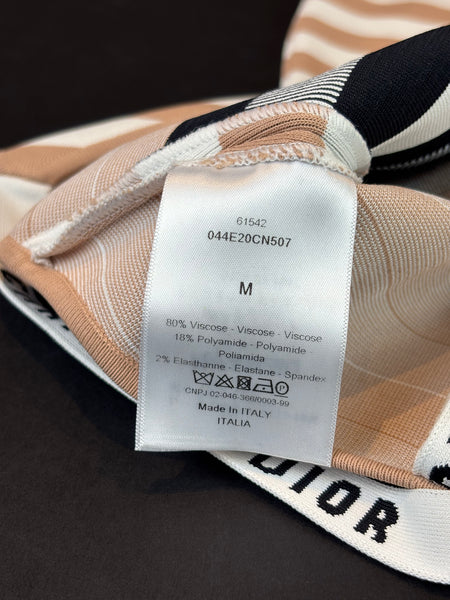 61542
044E20CN507
M
80% Viscose - Viscose - Viscose
18% Polyamide - Polyamide -
Poliamida
2% Elasthanne - Elastane - Spandex
CNPJ 02-046-366/0003-99
Made In ITALY
ITALIA
DIOR